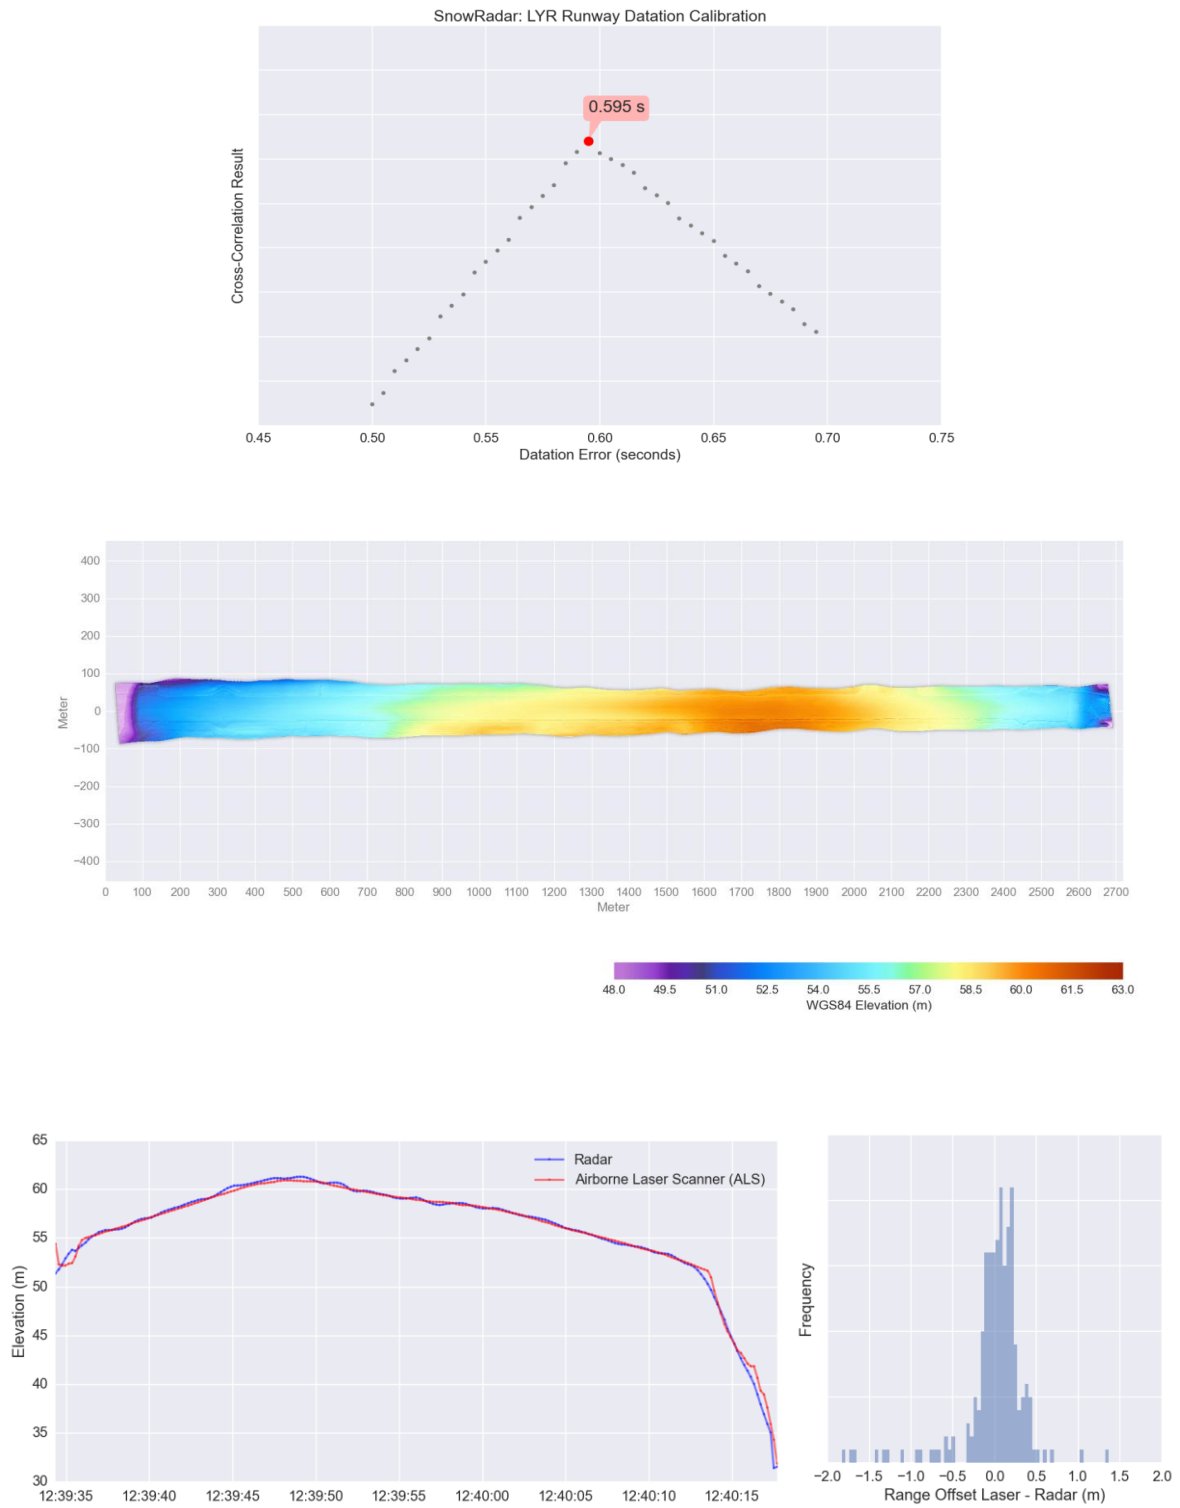 SnowRadar: LYR Runway Datation Calibration
0.595 s
Cross-Correlation Result
0.45 0.50 0.55 0.60 0.65 0.70 0.75
Datation Error (seconds)
400
300
200
100
0
−100
−200
−300
−400
Meter
0 100 200 300 400 500 600 700 800 900 1000 1100 1200 1300 1400 1500 1600 1700 1800 1900 2000 2100 2200 2300 2400 2500 2600 2700
Meter
48.0 49.5 51.0 52.5 54.0 55.5 57.0 58.5 60.0 61.5 63.0
WGS84 Elevation (m)
65
60
55
50
45
40
35
30
Elevation (m)
Radar
Airborne Laser Scanner (ALS)
12:39:35 12:39:40 12:39:45 12:39:50 12:39:55 12:40:00 12:40:05 12:40:10 12:40:15
Frequency
−2.0 −1.5 −1.0 −0.5 0.0 0.5 1.0 1.5 2.0
Range Offset Laser - Radar (m)